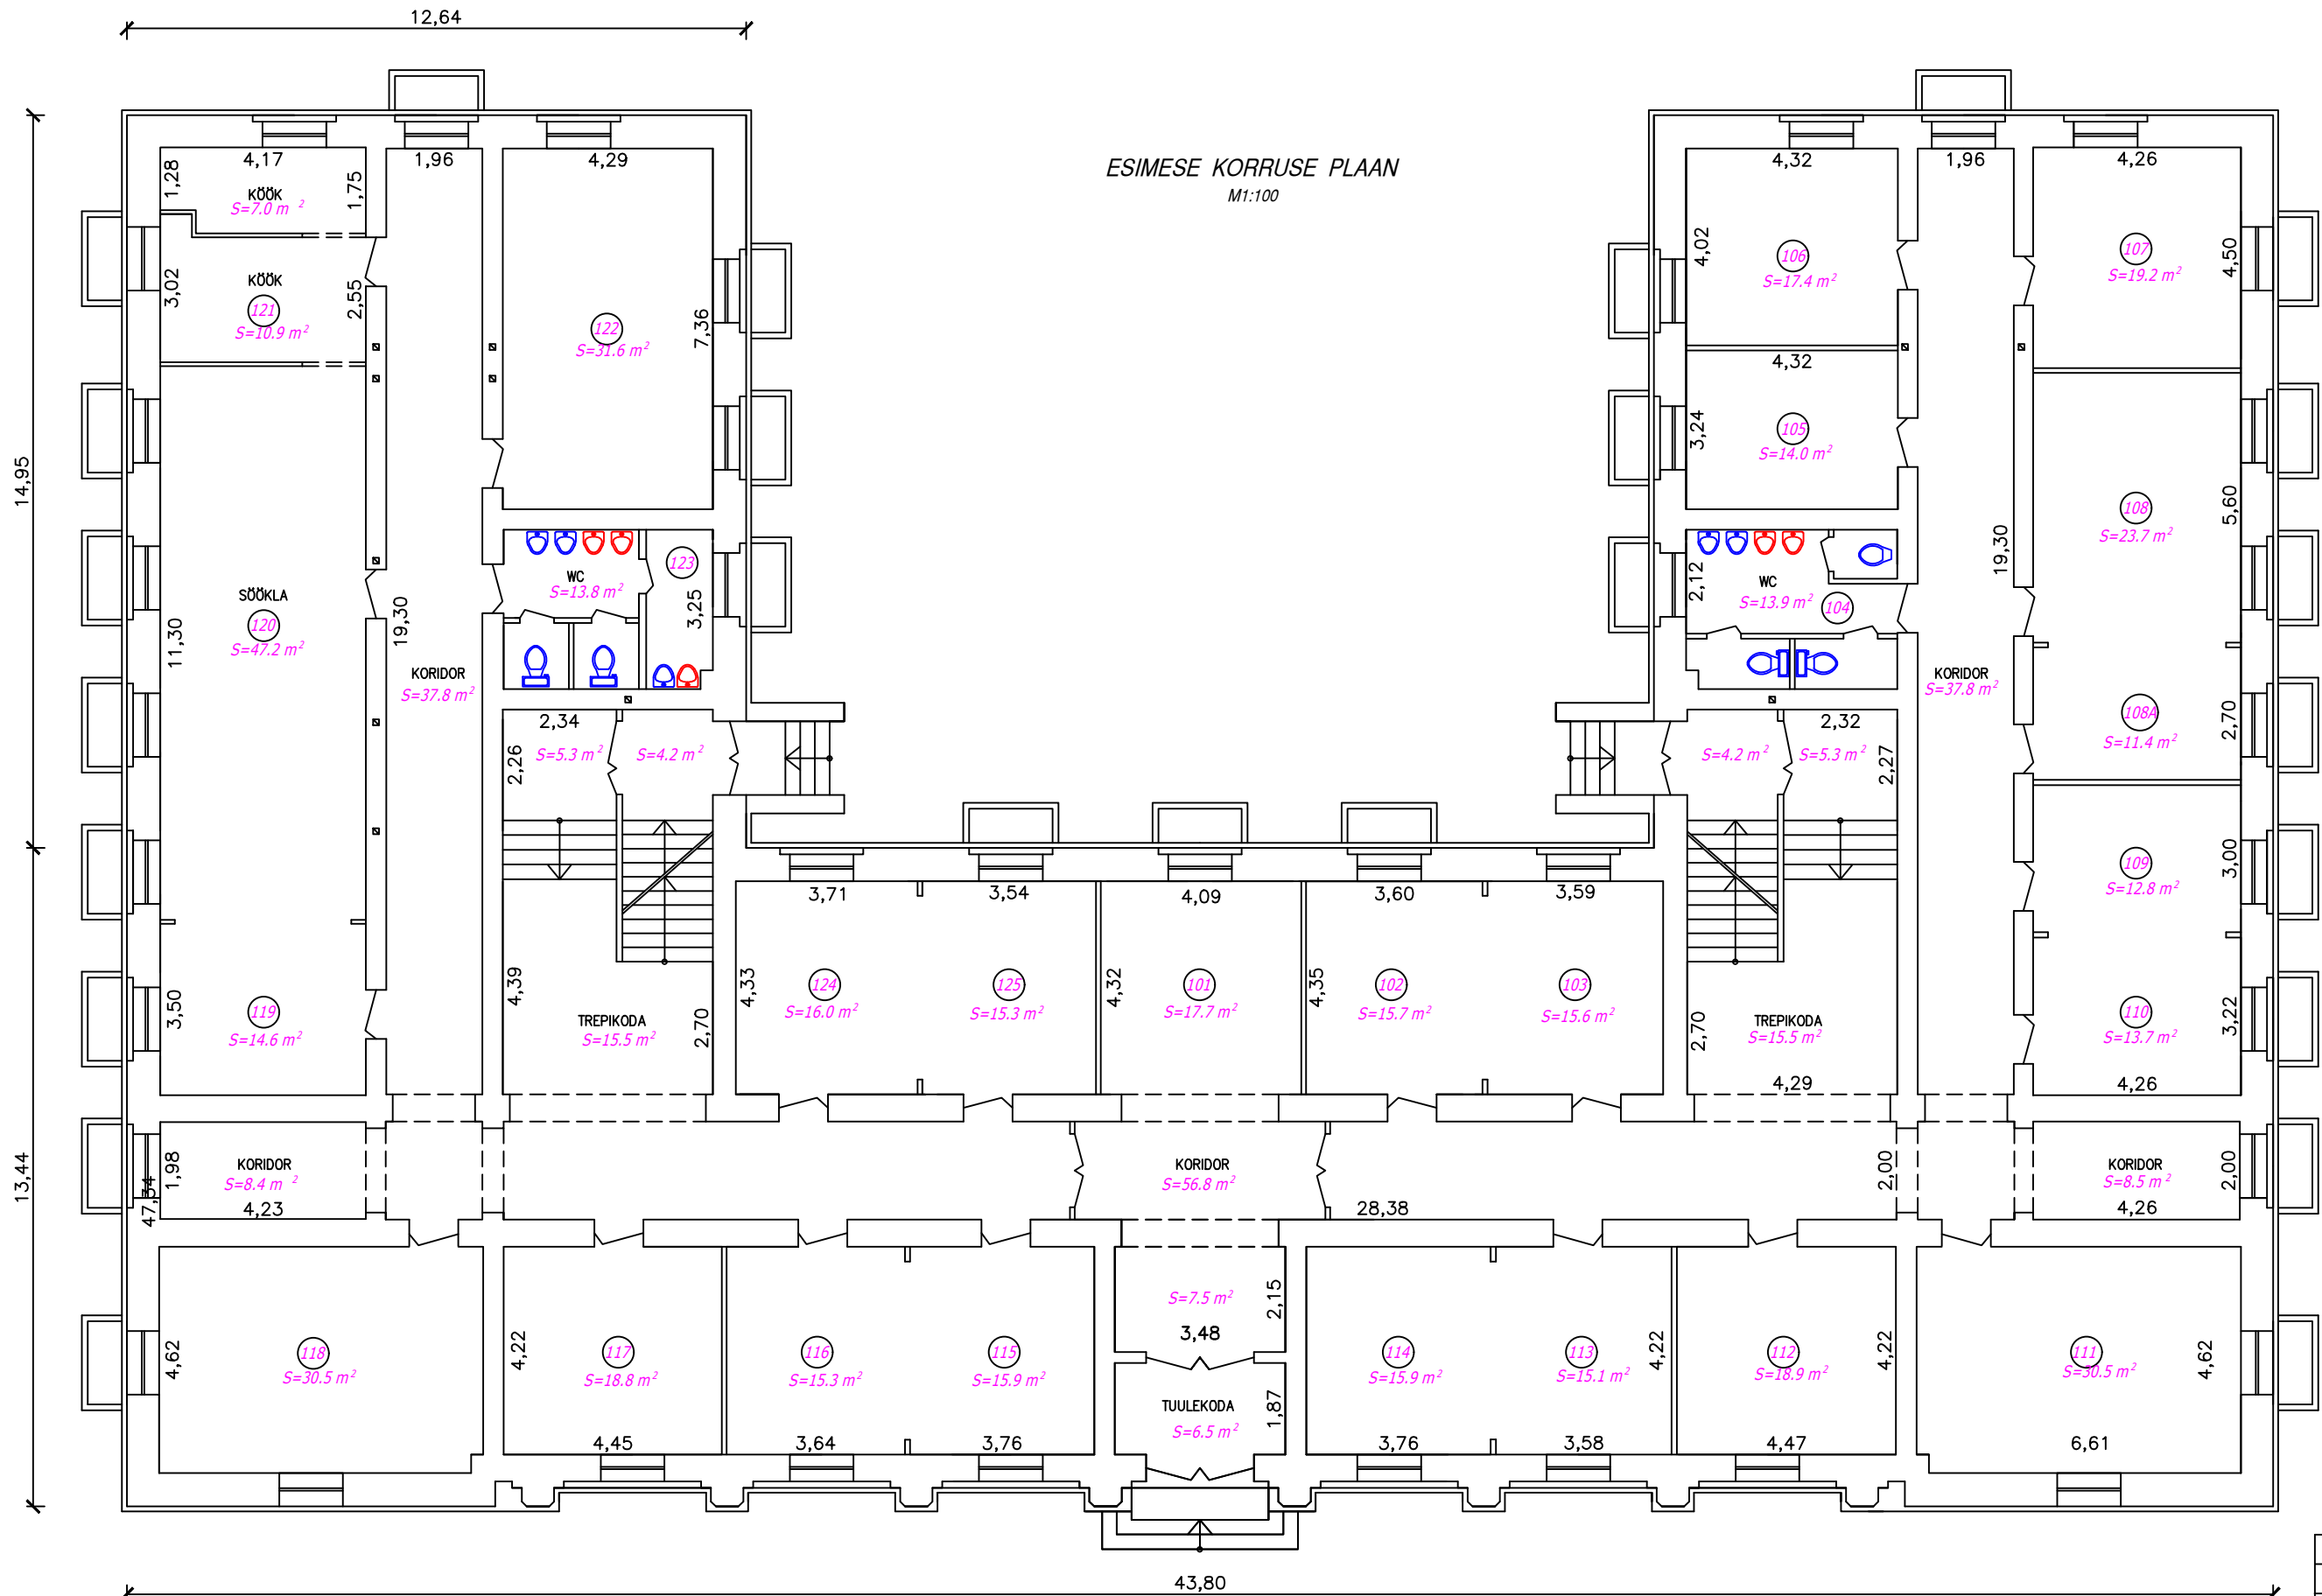 12,64
ESIMESE KORRUSE PLAAN
M1:100
14,95
13,44
4,17
1,28
1,75
KÖÖK
S=7.0 m²
KÖÖK
3,02
2,55
121
S=10.9 m²
1,96
4,29
122
S=31.6 m²
7,36
SÖÖKLA
120
S=47.2 m²
11,30
19,30
KORIDOR
S=37.8 m²
WC
S=13.8 m²
123
3,25
2,34
2,26
S=5.3 m²
S=4.2 m²
4,39
TREPIKODA
S=15.5 m²
2,70
3,50
119
S=14.6 m²
3,71
4,33
124
S=16.0 m²
3,54
125
S=15.3 m²
4,09
4,32
101
S=17.7 m²
3,60
4,35
102
S=15.7 m²
3,59
103
S=15.6 m²
4,32
4,02
106
S=17.4 m²
4,32
3,24
105
S=14.0 m²
2,12
WC
S=13.9 m²
104
1,96
19,30
KORIDOR
S=37.8 m²
4,26
107
S=19.2 m²
4,50
108
S=23.7 m²
5,60
108A
S=11.4 m²
2,70
S=4.2 m²
2,32
S=5.3 m²
2,27
109
S=12.8 m²
3,00
110
S=13.7 m²
3,22
4,26
TREPIKODA
S=15.5 m²
2,70
4,29
47,34
1,98
KORIDOR
S=8.4 m²
4,23
KORIDOR
S=56.8 m²
28,38
2,00
KORIDOR
S=8.5 m²
4,26
2,00
4,62
118
S=30.5 m²
4,22
117
S=18.8 m²
4,45
116
S=15.3 m²
3,64
115
S=15.9 m²
3,76
S=7.5 m²
2,15
3,48
TUULEKODA
S=6.5 m²
1,87
114
S=15.9 m²
3,76
113
S=15.1 m²
3,58
4,22
112
S=18.9 m²
4,47
4,22
111
S=30.5 m²
6,61
4,62
43,80